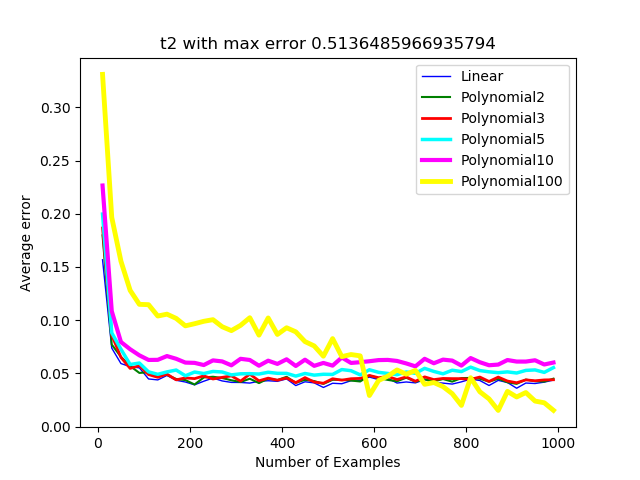 t2 with max error 0.5136485966935794
Linear
Polynomial2
Polynomial3
Polynomial5
Polynomial10
Polynomial100
0.30
0.25
0.20
0.15
0.10
0.05
0.00
Average error
0 200 400 600 800 1000
Number of Examples